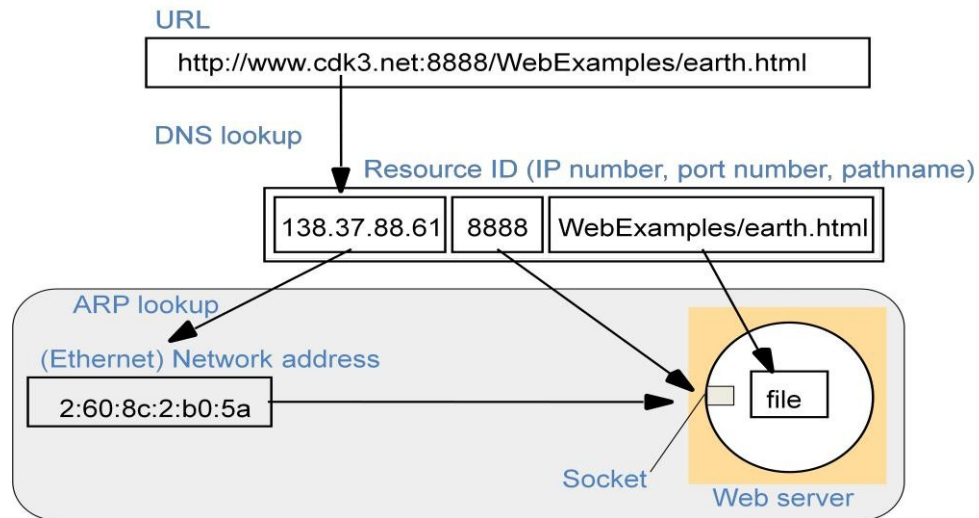 URL
http://www.cdk3.net:8888/WebExamples/earth.html
DNS lookup
Resource ID (IP number, port number, pathname)
138.37.88.61 8888 WebExamples/earth.html
ARP lookup
(Ethernet) Network address
2:60:8c:2:b0:5a
file
Socket
Web server